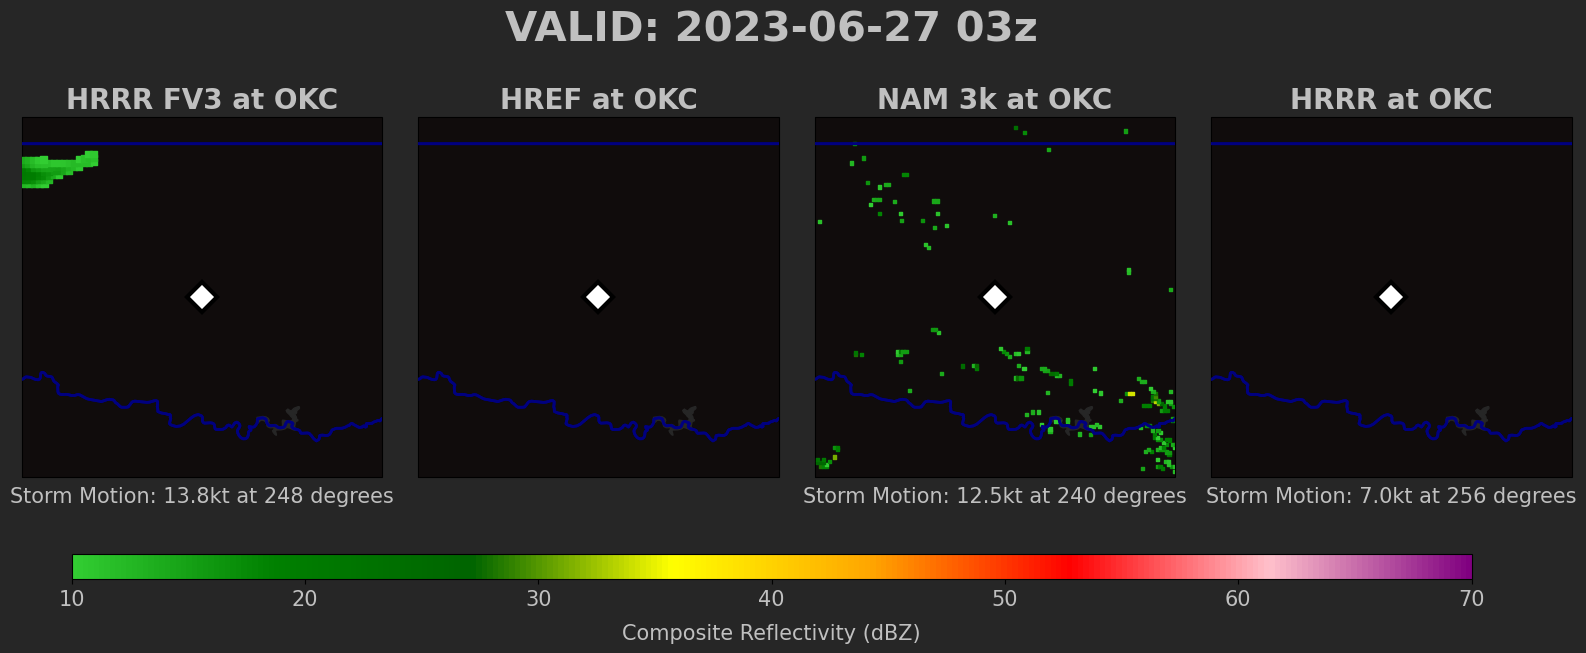 VALID: 2023-06-27 03z
HRRR FV3 at OKC
HREF at OKC
NAM 3k at OKC
HRRR at OKC
Storm Motion: 13.8kt at 248 degrees
Storm Motion: 12.5kt at 240 degrees
Storm Motion: 7.0kt at 256 degrees
10 20 30 40 50 60 70
Composite Reflectivity (dBZ)